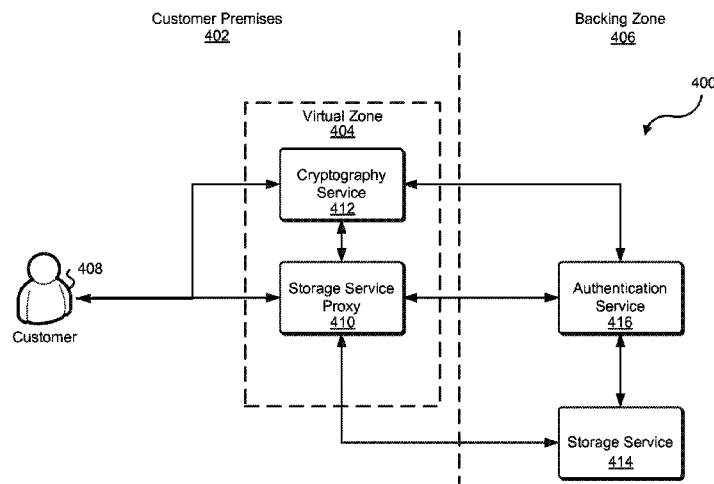 Customer Premises
402
Backing Zone
406
400
Virtual Zone
404
Cryptography
Service
412
408
Customer
Storage Service
Proxy
410
Authentication
Service
416
Storage Service
414